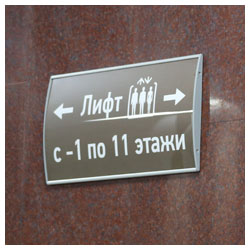 ← Лифт →
с -1 по 11 этажи